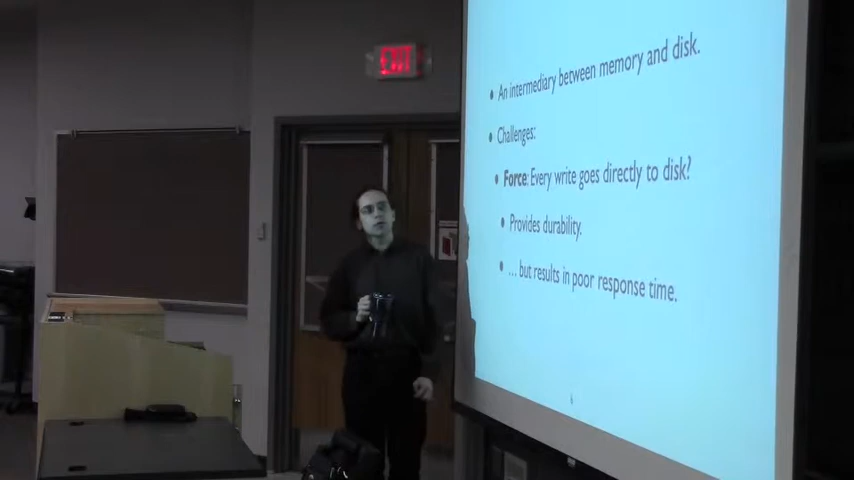 EXIT
• An intermediary between memory and disk.
• Challenges:
• Force: Every write goes directly to disk?
• Provides durability.
• ... but results in poor response time.